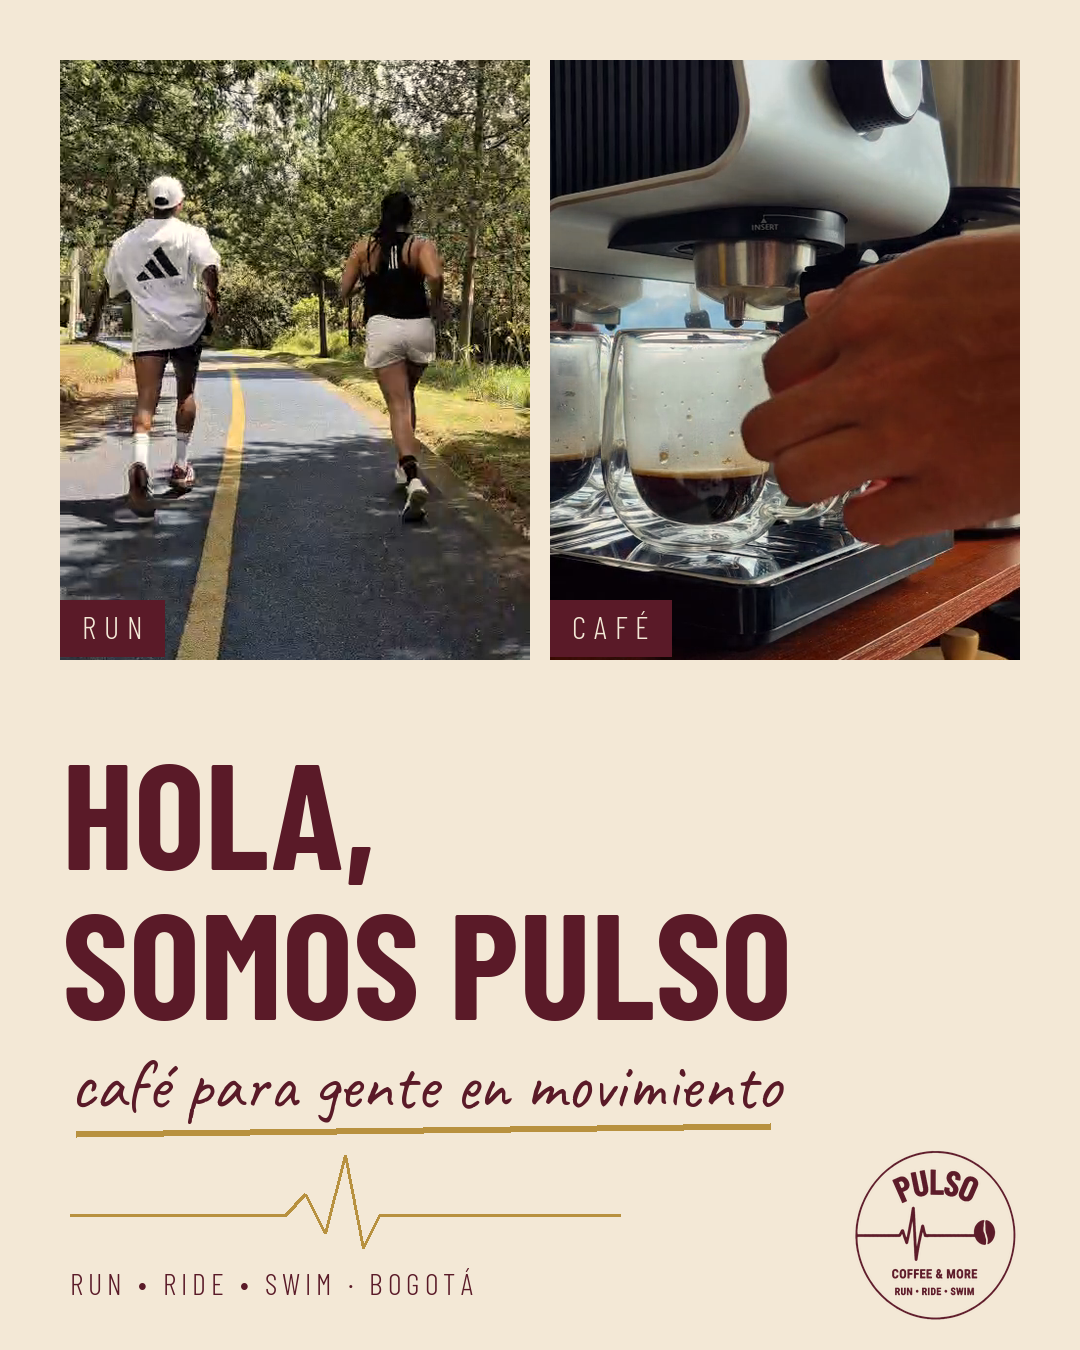 INSERT
RUN
CAFÉ
HOLA,
SOMOS PULSO
café para gente en movimiento
RUN • RIDE • SWIM · BOGOTÁ
PULSO
COFFEE & MORE
RUN • RIDE • SWIM